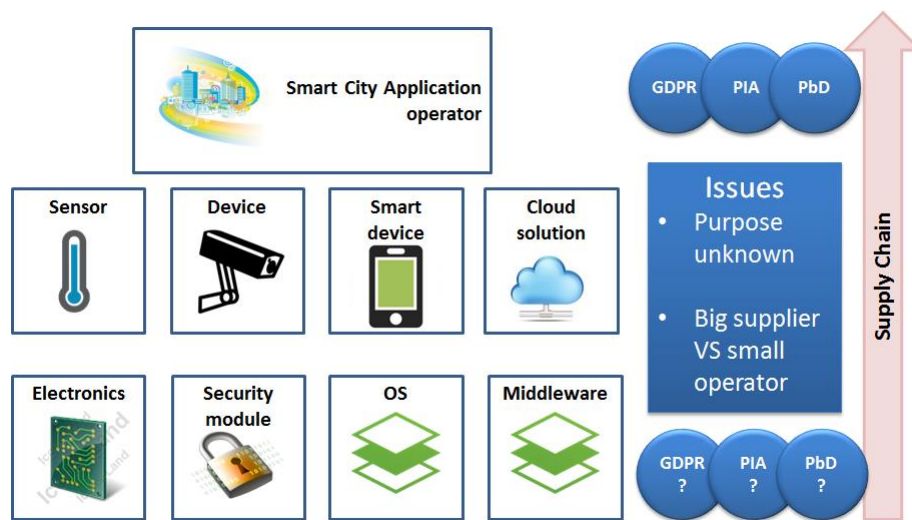 Smart City Application
operator
GDPR
PIA
PbD
Sensor
Device
Smart
device
Cloud
solution
Issues
• Purpose
unknown
• Big supplier
VS small
operator
Supply Chain
Electronics
Security
module
OS
Middleware
GDPR
?
PIA
?
PbD
?